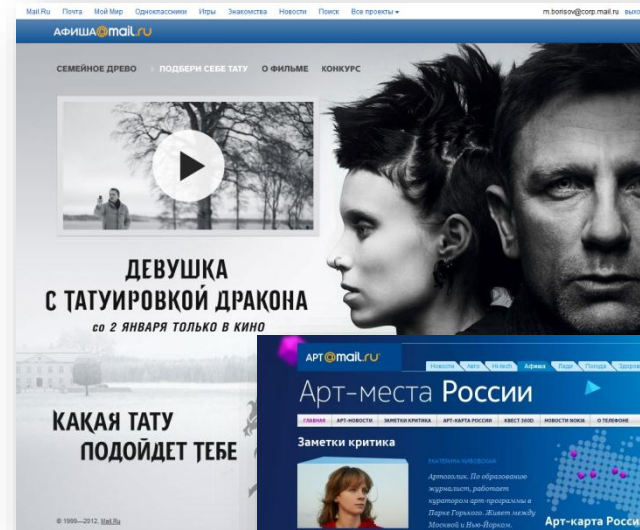 Mail.Ru Почта Мой Мир Одноклассники Игры Знакомства Новости Поиск Все проекты
m.borisov@corp.mail.ru
АФИША@mail.ru
СЕМЕЙНОЕ ДРЕВО ПОДБЕРИ СЕБЕ ТАТУ О ФИЛЬМЕ КОНКУРС
ДЕВУШКА
С ТАТУИРОВКОЙ ДРАКОНА
со 2 ЯНВАРЯ ТОЛЬКО В КИНО
КАКАЯ ТАТУ
ПОДОЙДЕТ ТЕБЕ
© 1999—2012, Mail.Ru
АРТ@mail.ru
Новости Авто Hi-tech Афиша Леди Погода
Арт-места России
ГЛАВНАЯ АРТ-НОВОСТИ ЗАМЕТКИ КРИТИКА АРТ-КАРТА РОССИИ КВЕСТ НОВОСТИ NOKIA О ТЕЛЕФОНЕ
Заметки критика
ЕКАТЕРИНА
Артоголик. По образованию
журналист, работает
куратором арт-программы в
Парке Горького. Живет между
Москвой и Нью-Йорком.
Арт-карта